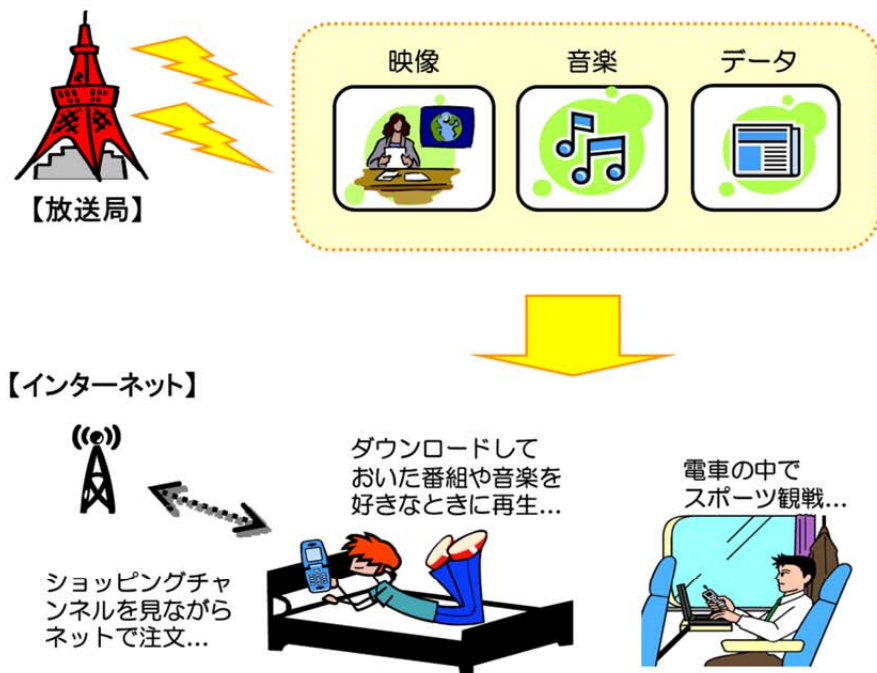 映像
音楽
データ
【放送局】
【インターネット】
ダウンロードして
おいた番組や音楽を
好きなときに再生...
電車の中で
スポーツ観戦...
ショッピングチャ
ンネルを見ながら
ネットで注文...